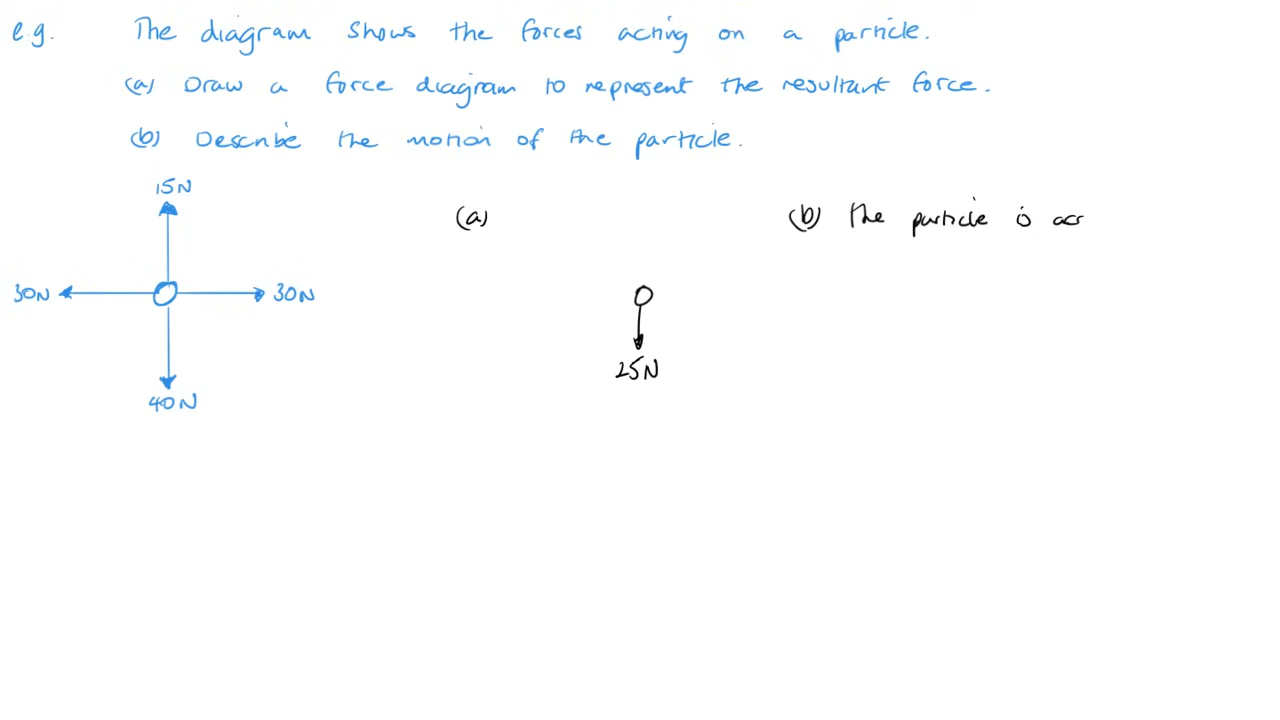 e.g. The diagram shows the forces acting on a particle.
(a) Draw a force diagram to represent the resultant force.
(b) Describe the motion of the particle.
15N
(a)
(b) the particle is acc
30N
30N
25N
40N